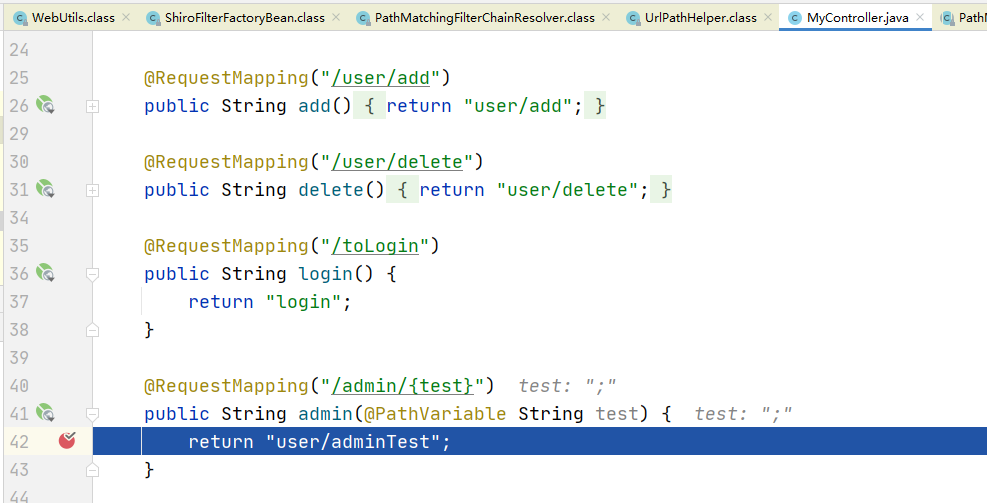 WebUtils.class ShiroFilterFactoryBean.class PathMatchingFilterChainResolver.class UrlPathHelper.class MyController.java
24
25 @RequestMapping("/user/add")
26 public String add() { return "user/add"; }
29
30 @RequestMapping("/user/delete")
31 public String delete() { return "user/delete"; }
34
35 @RequestMapping("/toLogin")
36 public String login() {
37 return "login";
38 }
39
40 @RequestMapping("/admin/{test}") test: ";"
41 public String admin(@PathVariable String test) { test: ";"
42 return "user/adminTest";
43 }
44